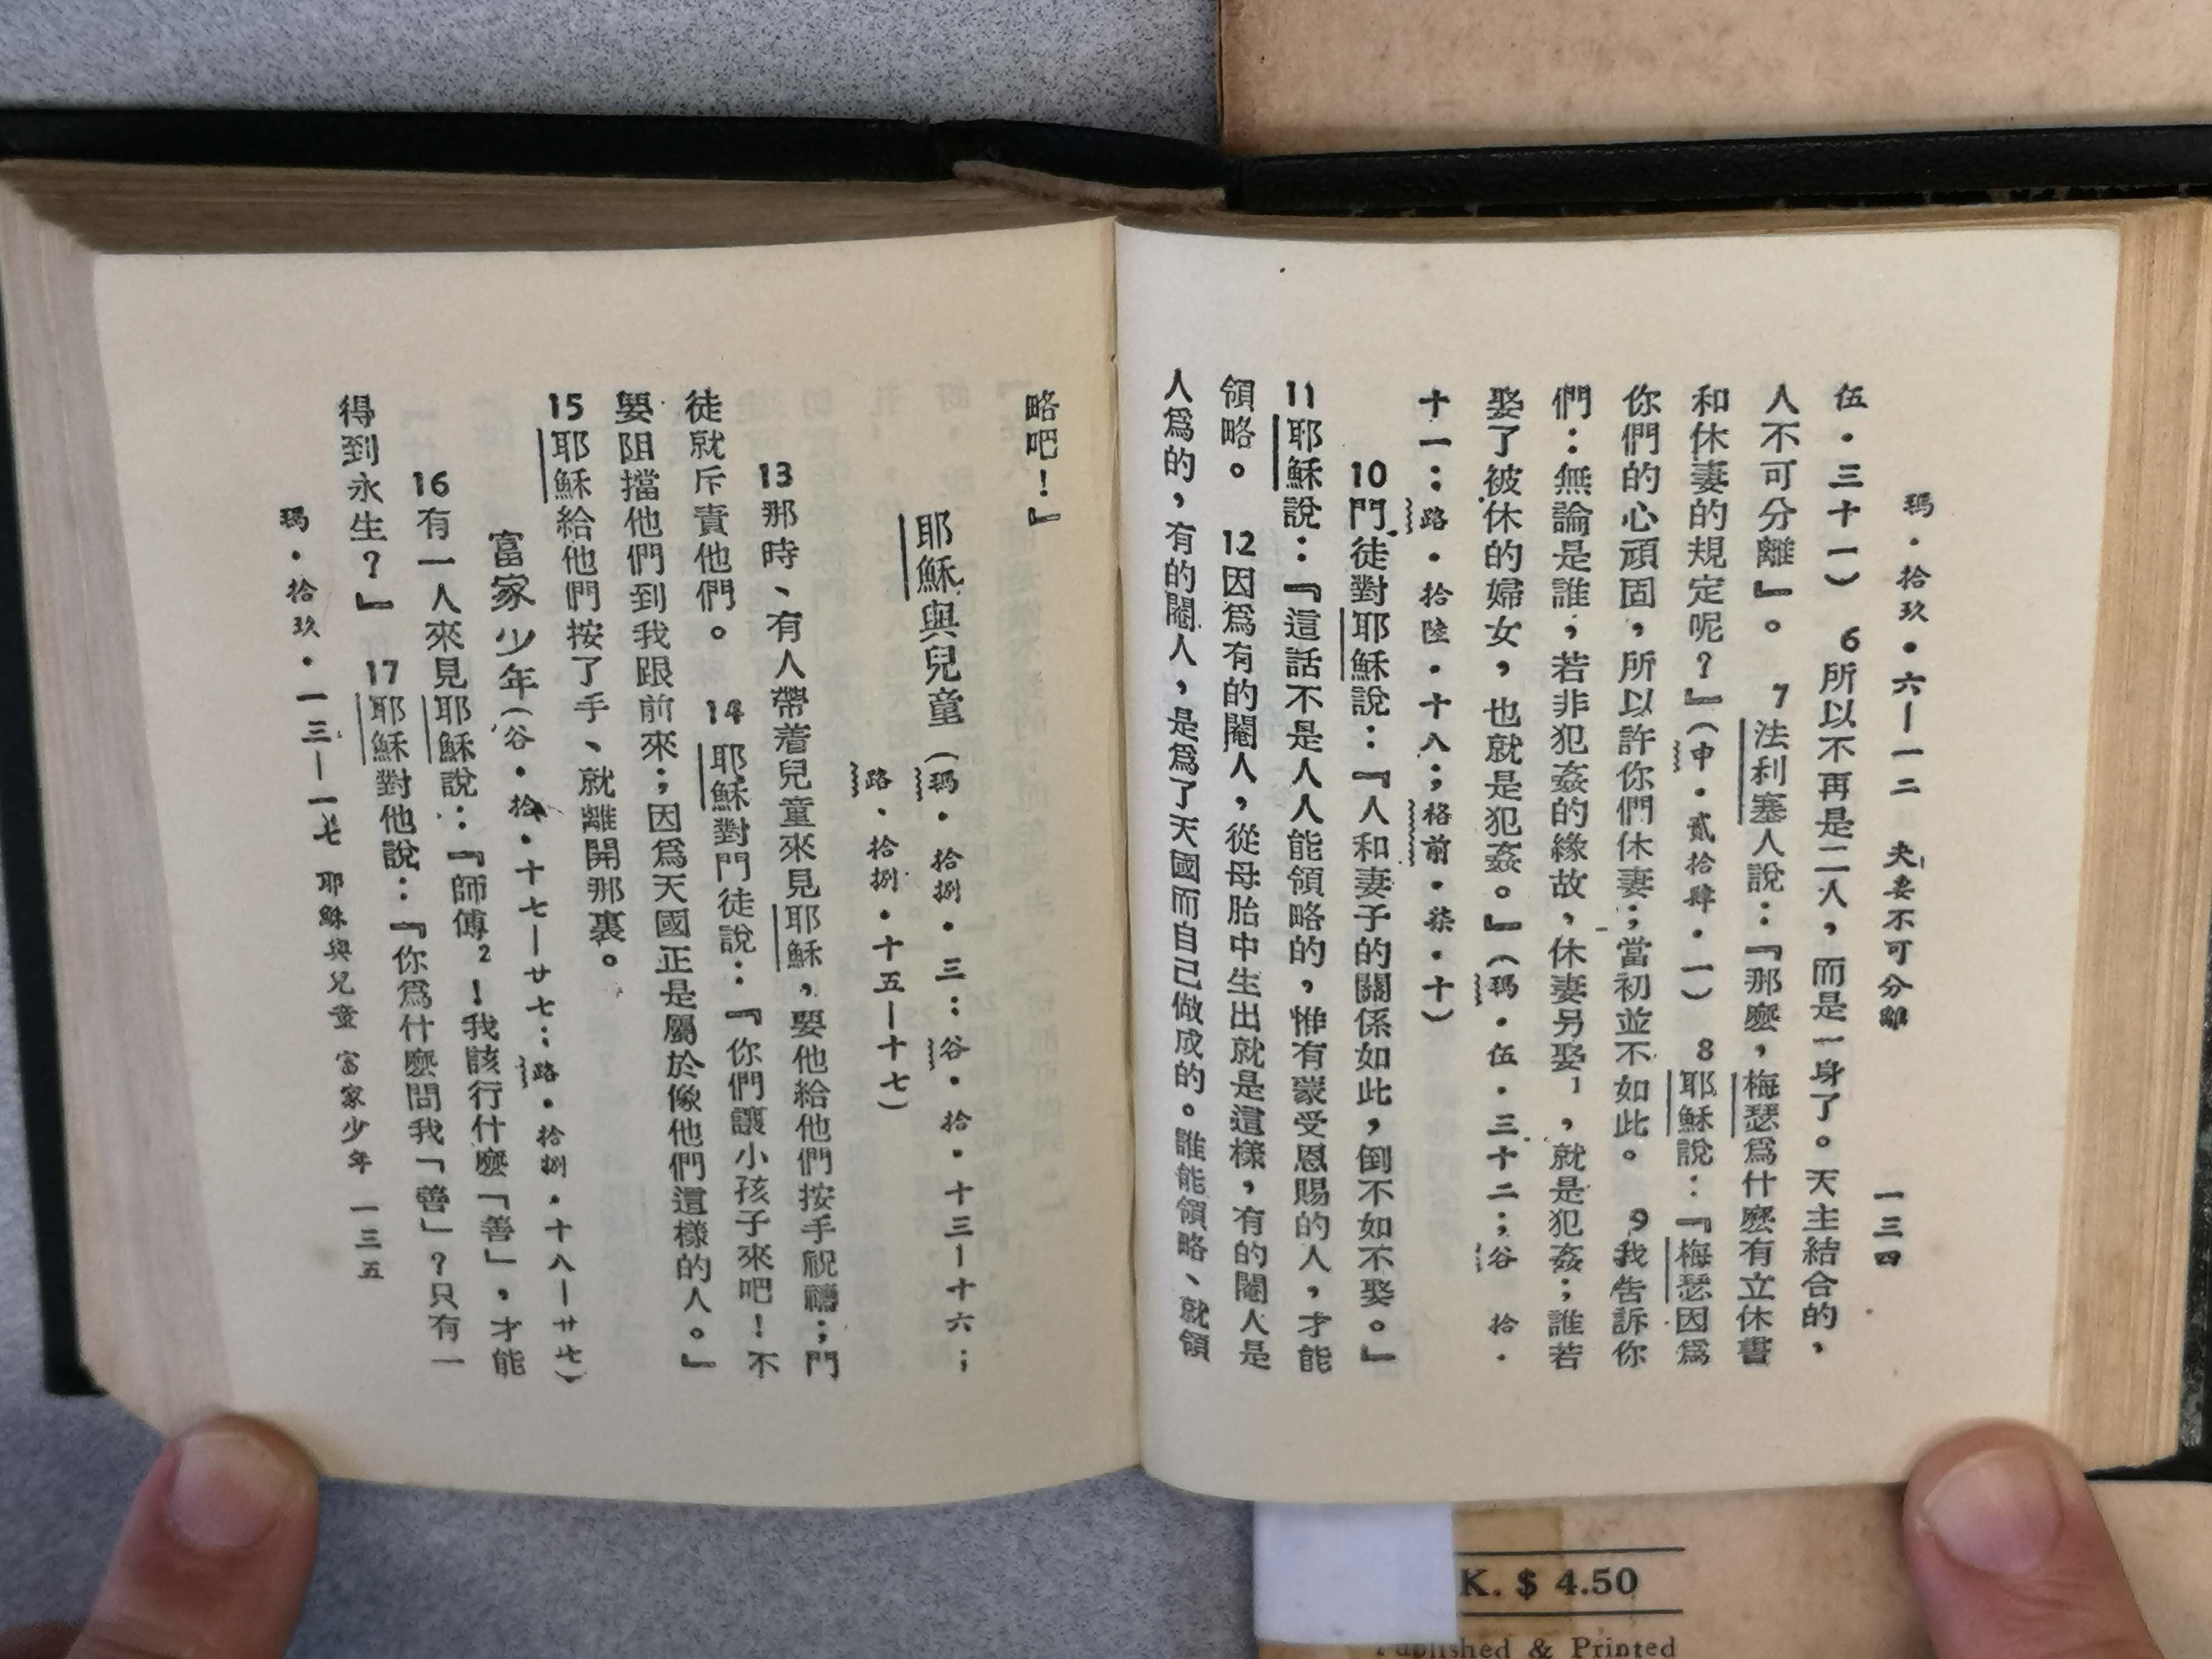 瑪・拾玖・六—一二　夫妻不可分離　一三四
伍・三十一）　6所以不再是二人，而是一身了。天主結合的，
人不可分離』。　7法利塞人說：『那麼，梅瑟爲什麼有立休書
和休妻的規定呢？』（申・貳拾肆・一）　8耶穌說：『梅瑟因爲
你們的心頑固，所以許你們休妻；當初並不如此。　9我告訴你
們：無論是誰，若非犯姦的緣故，休妻另娶1，就是犯姦；誰若
娶了被休的婦女，也就是犯姦。』（瑪・伍・三十二；谷　拾・
十一；路・拾陸・十八；格前・柒・十）
10門徒對耶穌說：『人和妻子的關係如此，倒不如不娶。』
11耶穌說：『這話不是人人能領略的，惟有蒙受恩賜的人，才能
領略。　12因爲有的閹人，從母胎中生出就是這樣，有的閹人是
人爲的，有的閹人，是爲了天國而自己做成的。誰能領略、就領
略吧！』
耶穌與兒童（瑪・拾捌・三；谷・拾・十三—十六；
路・拾捌・十五—十七）
13那時、有人帶着兒童來見耶穌，要他給他們按手祝禱；門
徒就斥責他們。　14耶穌對門徒說：『你們讓小孩子來吧！不
要阻擋他們到我跟前來；因爲天國正是屬於像他們這樣的人。』
15耶穌給他們按了手、就離開那裏。
富家少年（谷・拾・十七—廿七；路・拾捌・十八—廿七）
16有一人來見耶穌說：『師傅2！我該行什麼「善」，才能
得到永生？』　17耶穌對他說：『你爲什麼問我「善」？只有一
瑪・拾玖・一三—一七　耶穌與兒童　富家少年　一三五
K. $ 4.50
Published & Printed